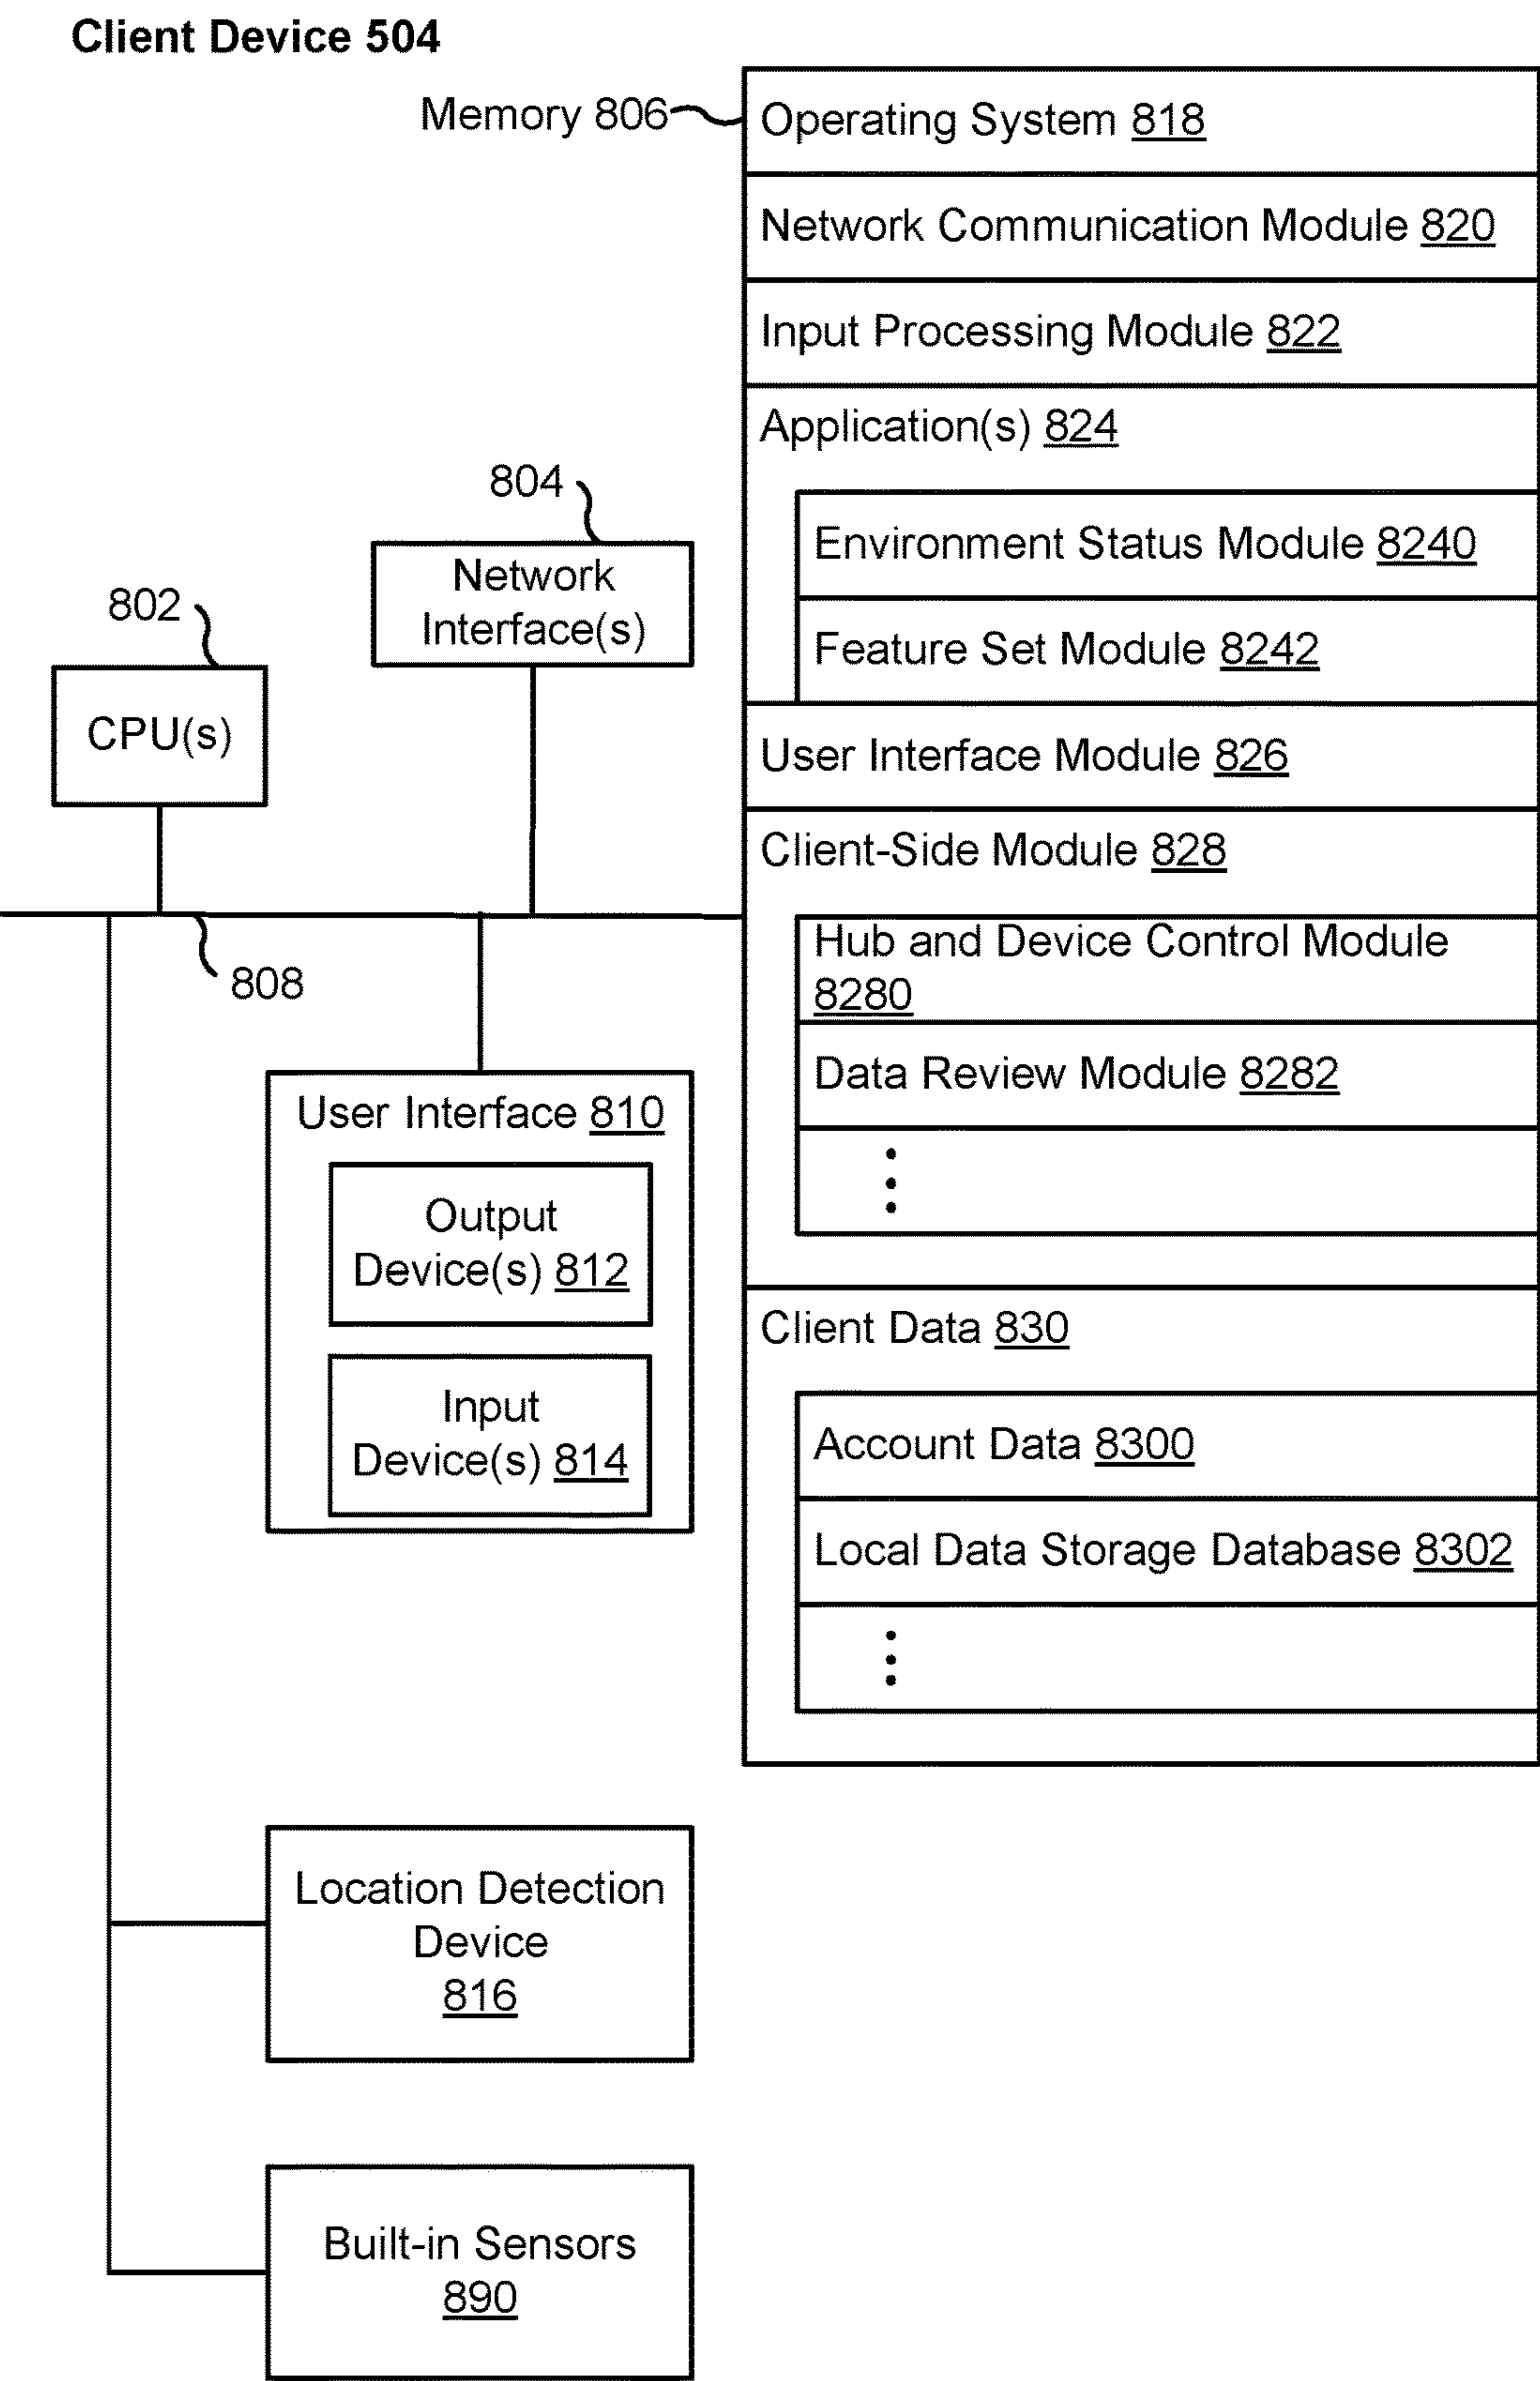 Client Device 504
Memory 806
Operating System 818
Network Communication Module 820
Input Processing Module 822
Application(s) 824
Environment Status Module 8240
Feature Set Module 8242
User Interface Module 826
Client-Side Module 828
Hub and Device Control Module
8280
Data Review Module 8282
Client Data 830
Account Data 8300
Local Data Storage Database 8302
804
Network
Interface(s)
802
CPU(s)
808
User Interface 810
Output
Device(s) 812
Input
Device(s) 814
Location Detection
Device
816
Built-in Sensors
890